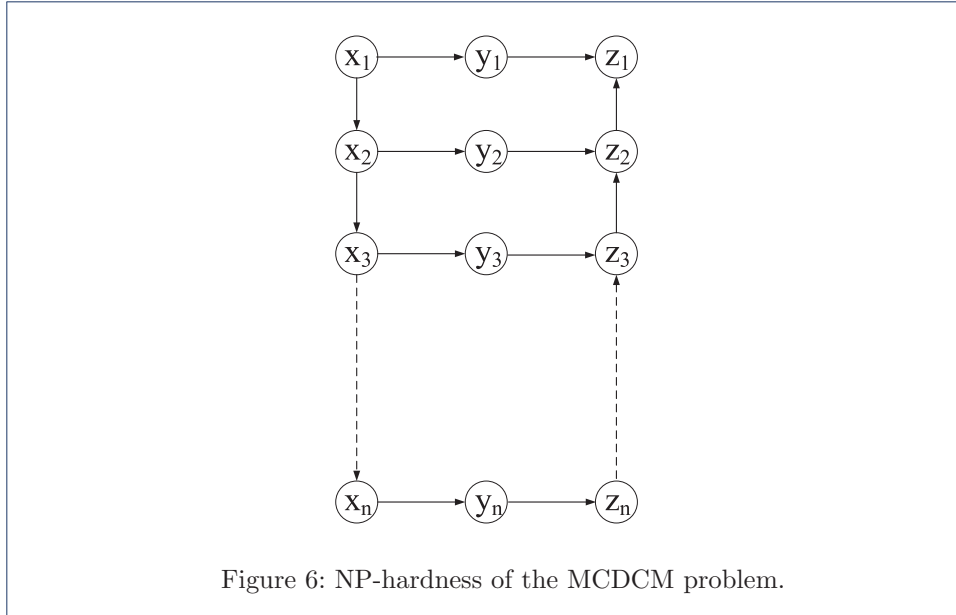 x₁ y₁ z₁
x₂ y₂ z₂
x₃ y₃ z₃
xₙ yₙ zₙ
Figure 6: NP-hardness of the MCDCM problem.